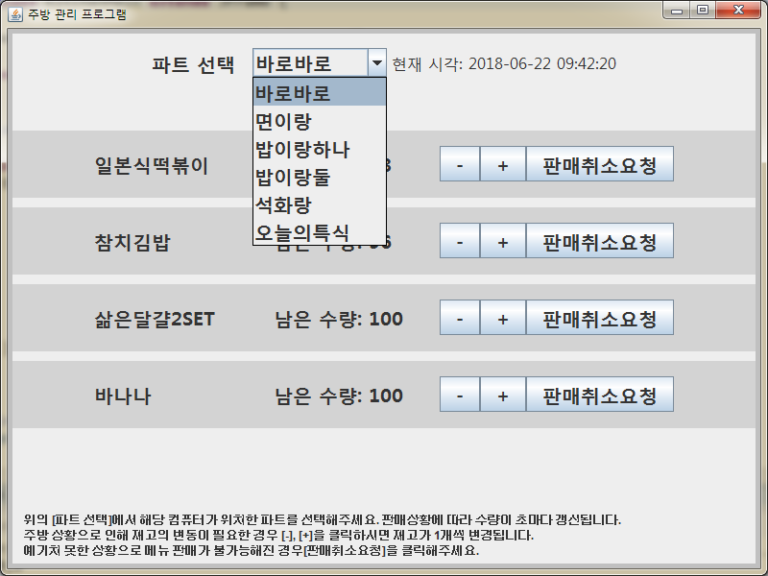 주방 관리 프로그램
파트 선택 바로바로 현재 시각: 2018-06-22 09:42:20
바로바로
면이랑
밥이랑하나
밥이랑둘
석화랑
오늘의특식
일본식떡볶이 - + 판매취소요청
참치김밥 - + 판매취소요청
삶은달걀2SET 남은 수량: 100 - + 판매취소요청
바나나 남은 수량: 100 - + 판매취소요청
위의 [파트 선택]에서 해당 컴퓨터가 위치한 파트를 선택해주세요. 판매상황에 따라 수량이 초마다 갱신됩니다.
주방 상황으로 인해 재고의 변동이 필요한 경우 [-], [+]을 클릭하시면 재고가 1개씩 변경됩니다.
예기치 못한 상황으로 메뉴 판매가 불가능해진 경우[판매취소요청]을 클릭해주세요.